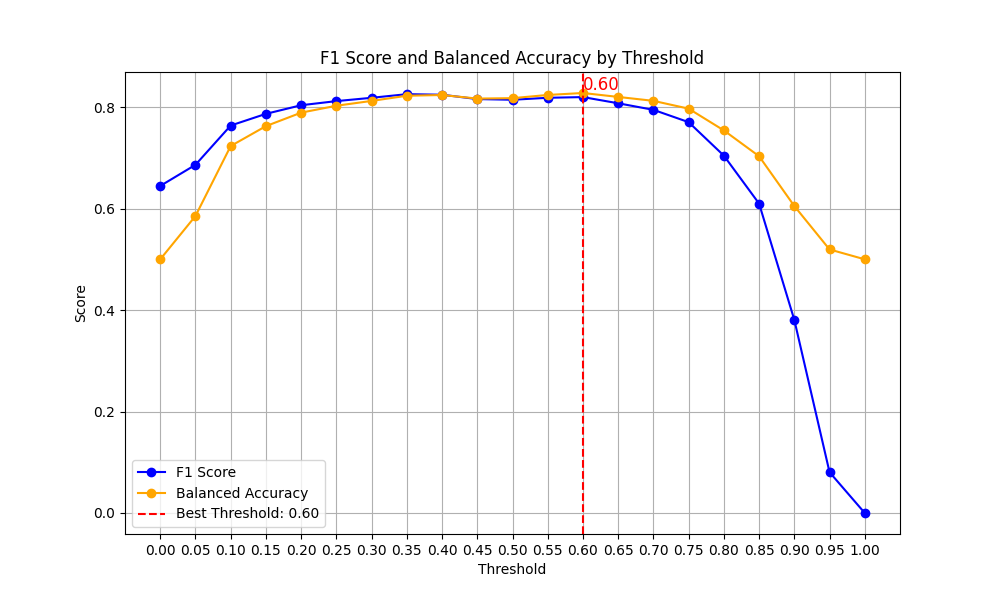 F1 Score and Balanced Accuracy by Threshold
0.60
Score
0.8
0.6
0.4
0.2
0.0
F1 Score
Balanced Accuracy
Best Threshold: 0.60
0.00 0.05 0.10 0.15 0.20 0.25 0.30 0.35 0.40 0.45 0.50 0.55 0.60 0.65 0.70 0.75 0.80 0.85 0.90 0.95 1.00
Threshold